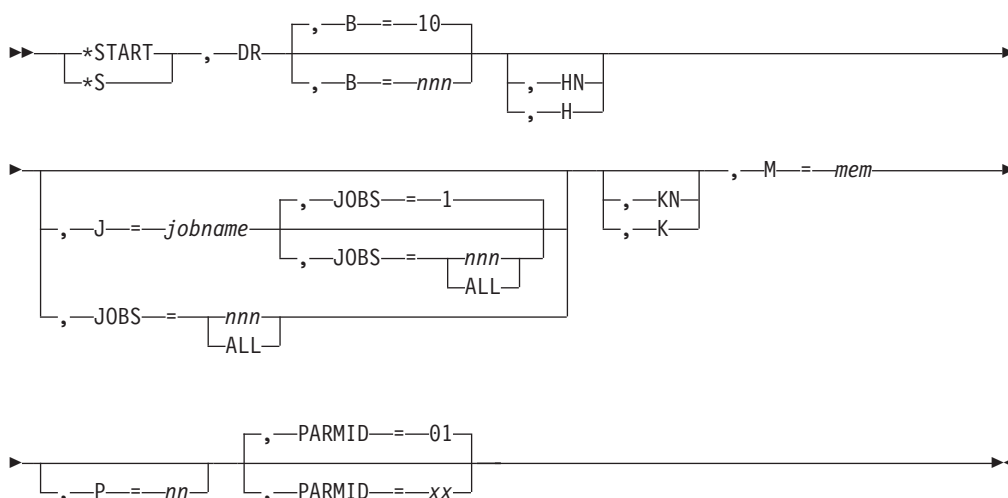 , B = 10
*START , DR
*S , B = nnn , HN
, H
, M = mem
, JOBS = 1 , KN
, J = jobname , K
, JOBS = nnn
ALL
, JOBS = nnn
ALL
, PARMID = 01
, P = nn , PARMID = xx